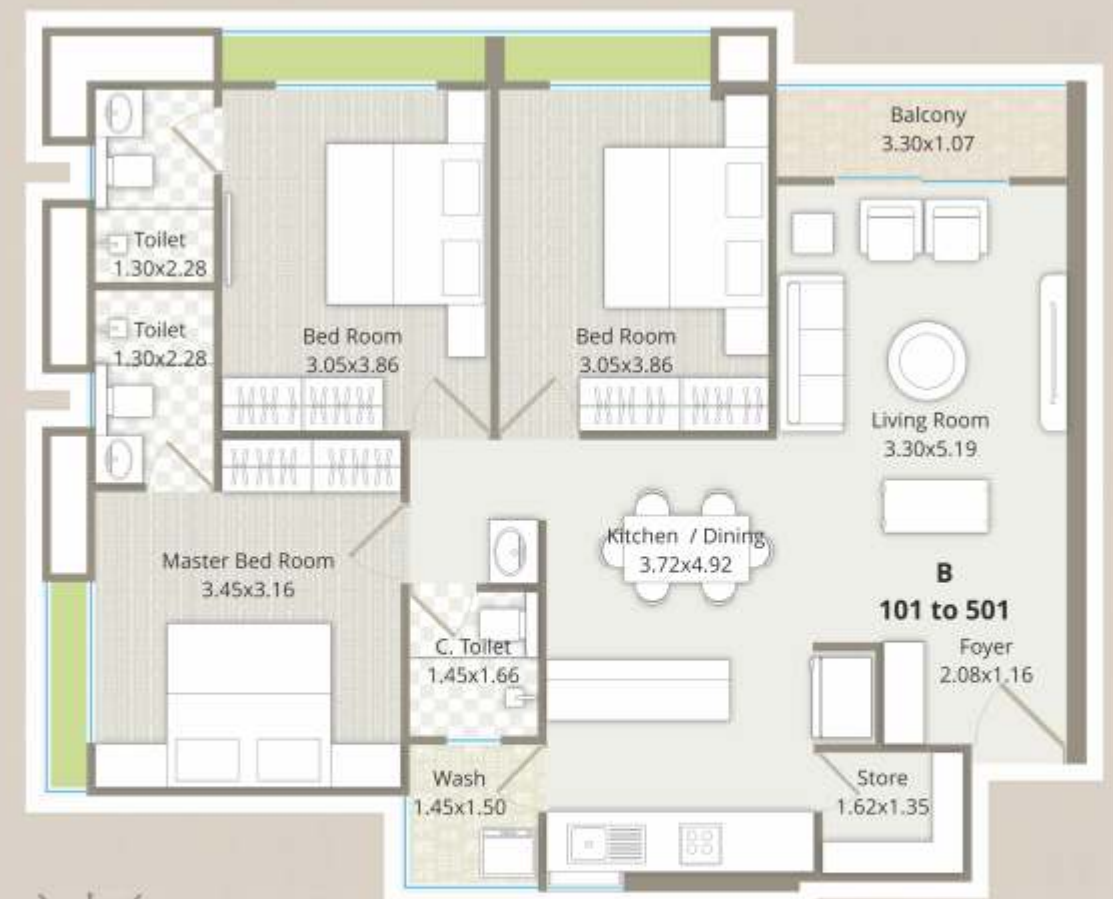 Balcony
3.30x1.07
Toilet
1.30x2.28
Toilet
1.30x2.28
Bed Room
3.05x3.86
Bed Room
3.05x3.86
Living Room
3.30x5.19
Kitchen / Dining
3.72x4.92
Master Bed Room
3.45x3.16
B
101 to 501
Foyer
2.08x1.16
C. Toilet
1.45x1.66
Wash
1.45x1.50
Store
1.62x1.35